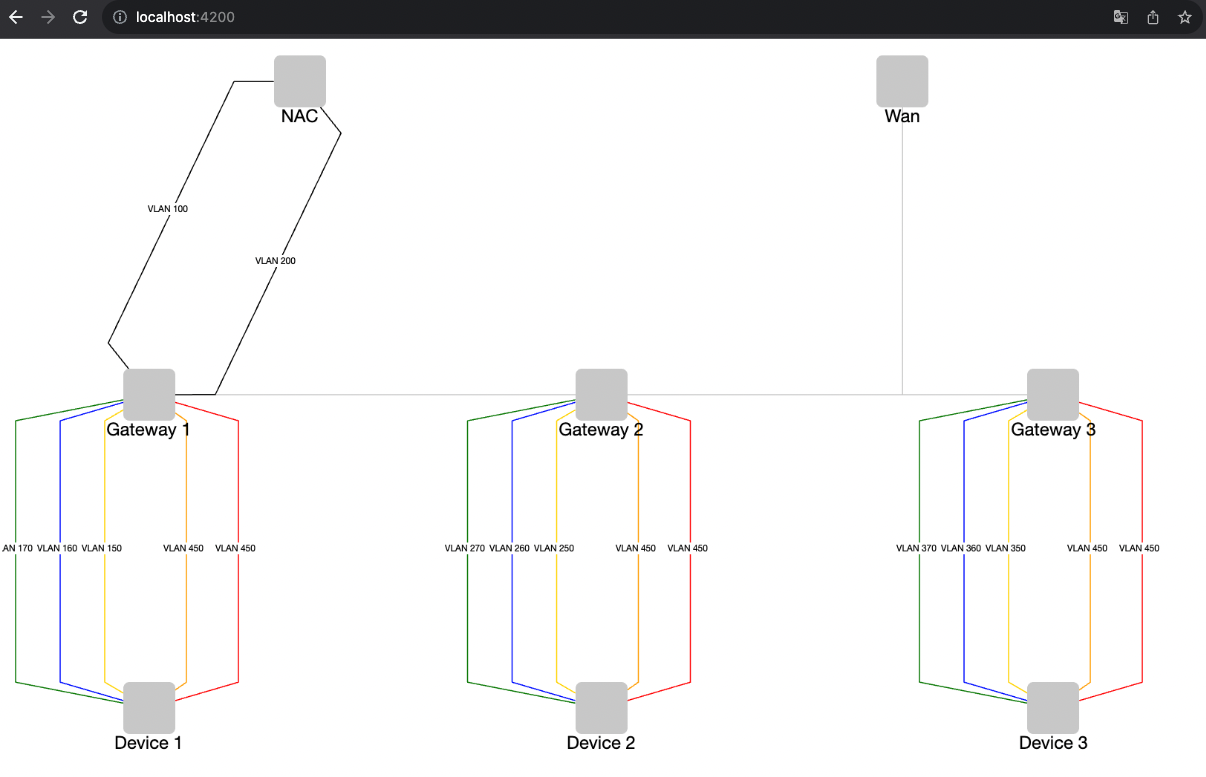 localhost:4200
NAC
Wan
VLAN 100
VLAN 200
Gateway 1
Gateway 2
Gateway 3
AN 170 VLAN 160 VLAN 150 VLAN 450 VLAN 450
VLAN 270 VLAN 260 VLAN 250 VLAN 450 VLAN 450
VLAN 370 VLAN 360 VLAN 350 VLAN 450 VLAN 450
Device 1
Device 2
Device 3